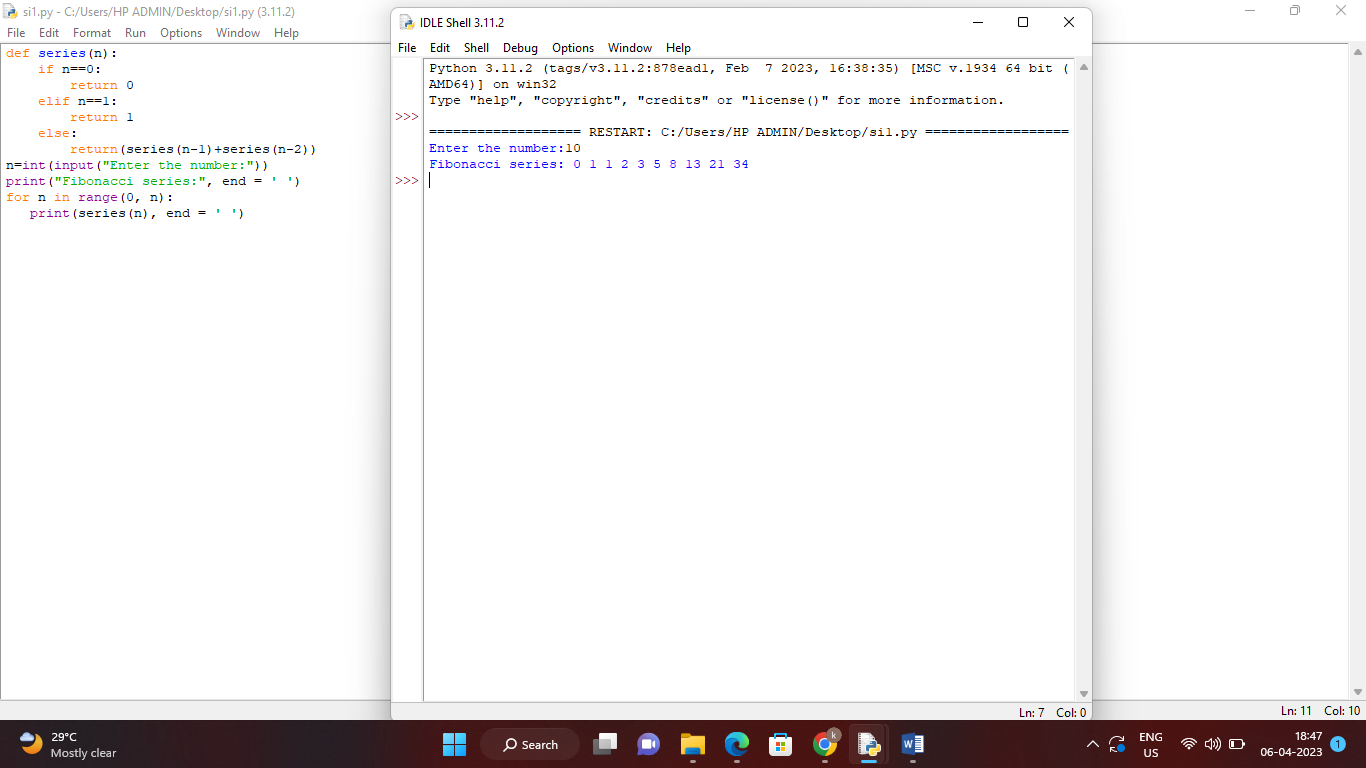 si1.py - C:/Users/HP ADMIN/Desktop/si1.py (3.11.2)
File Edit Format Run Options Window Help
def series(n):
    if n==0:
        return 0
    elif n==1:
        return 1
    else:
        return(series(n-1)+series(n-2))
n=int(input("Enter the number:"))
print("Fibonacci series:", end = ' ')
for n in range(0, n):
   print(series(n), end = ' ')
Ln: 11 Col: 10
IDLE Shell 3.11.2
File Edit Shell Debug Options Window Help
Python 3.11.2 (tags/v3.11.2:878ead1, Feb  7 2023, 16:38:35) [MSC v.1934 64 bit (
AMD64)] on win32
Type "help", "copyright", "credits" or "license()" for more information.
>>>
=================== RESTART: C:/Users/HP ADMIN/Desktop/si1.py ==================
Enter the number:10
Fibonacci series: 0 1 1 2 3 5 8 13 21 34
>>>
Ln: 7 Col: 0
29°C
Mostly clear
Search
k
W
ENG
US
18:47
06-04-2023
1